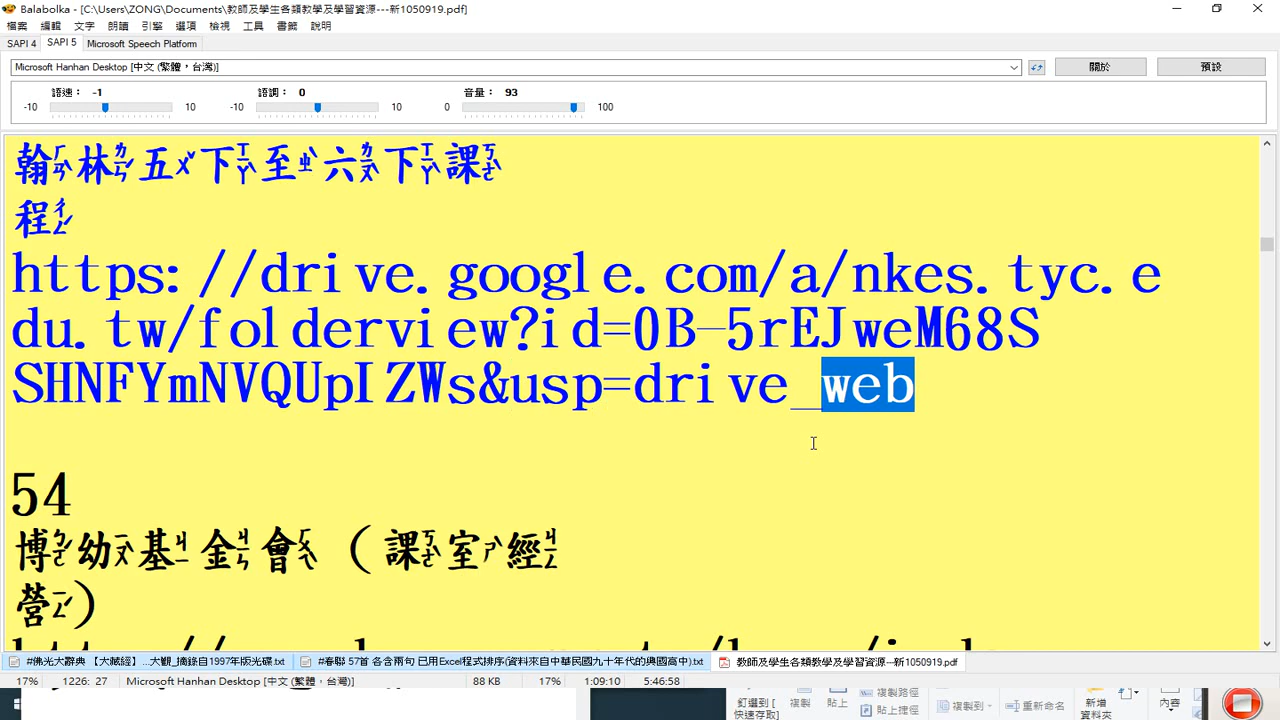 Balabolka - [C:\Users\ZONG\Documents\教師及學生各類教學及學習資源---新1050919.pdf]
檔案 編輯 文字 朗讀 引擎 選項 檢視 工具 書籤 說明
SAPI 4 SAPI 5 Microsoft Speech Platform
Microsoft Hanhan Desktop [中文 (繁體，台灣)] 關於 預設
語速： -1 語調： 0 音量： 93
-10 10 -10 10 0 100
翰林五下至六下課
程
https://drive.google.com/a/nkes.tyc.e
du.tw/folderview?id=0B-5rEJweM68S
SHNFYmNVQUpIZWs&usp=drive_web
54
博幼基金會（課室經
營)
#佛光大辭典 【大藏經】 ...大觀_摘錄自1997年版光碟.txt #春聯 57首 各含兩句 已用Excel程式排序(資料來自中華民國九十年代的興國高中).txt 教師及學生各類教學及學習資源---新1050919.pdf
17% 1226: 27 Microsoft Hanhan Desktop [中文 (繁體，台灣)] 88 KB 17% 1:09:10 5:46:58
釘選到 [ 複製 貼上 複製路徑 新增 內容
快速存取] 貼上捷徑 複製到 重新命名 資料夾